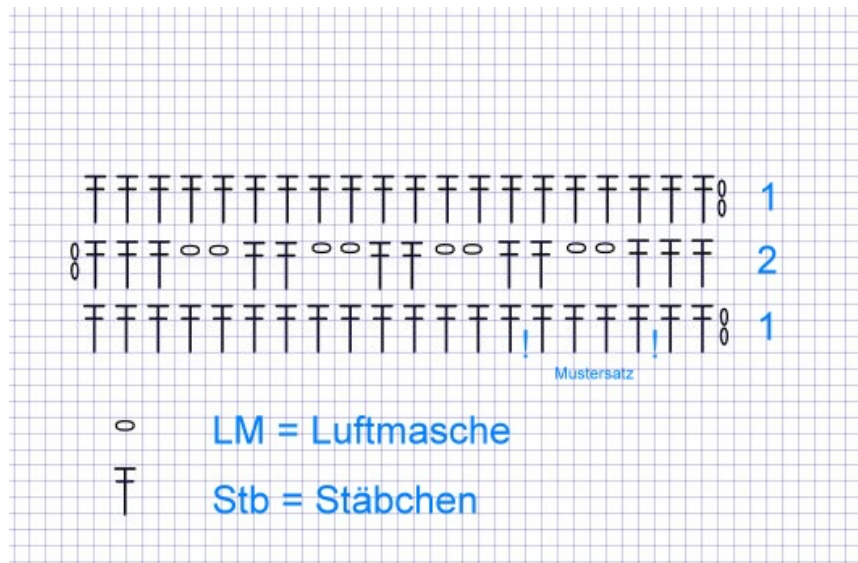 1
2
1
! !
Mustersatz
LM = Luftmasche
Stb = Stäbchen